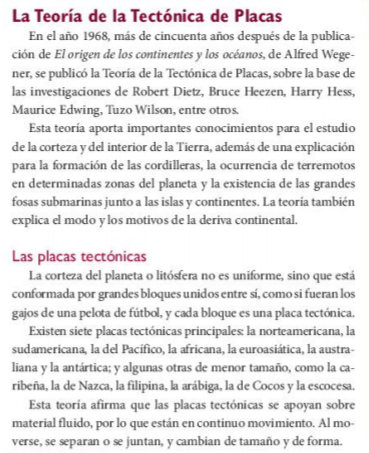 La Teoría de la Tectónica de Placas
En el año 1968, más de cincuenta años después de la publica-
ción de El origen de los continentes y los océanos, de Alfred Wege-
ner, se publicó la Teoría de la Tectónica de Placas, sobre la base de
las investigaciones de Robert Dietz, Bruce Heezen, Harry Hess,
Maurice Edwing, Tuzo Wilson, entre otros.
Esta teoría aporta importantes conocimientos para el estudio
de la corteza y del interior de la Tierra, además de una explicación
para la formación de las cordilleras, la ocurrencia de terremotos
en determinadas zonas del planeta y la existencia de las grandes
fosas submarinas junto a las islas y continentes. La teoría también
explica el modo y los motivos de la deriva continental.
Las placas tectónicas
La corteza del planeta o litósfera no es uniforme, sino que está
conformada por grandes bloques unidos entre sí, como si fueran los
gajos de una pelota de fútbol, y cada bloque es una placa tectónica.
Existen siete placas tectónicas principales: la norteamericana, la
sudamericana, la del Pacífico, la africana, la euroasiática, la austra-
liana y la antártica; y algunas otras de menor tamaño, como la ca-
ribeña, la de Nazca, la filipina, la arábiga, la de Cocos y la escocesa.
Esta teoría afirma que las placas tectónicas se apoyan sobre
material fluido, por lo que están en continuo movimiento. Al mo-
verse, se separan o se juntan, y cambian de tamaño y de forma.